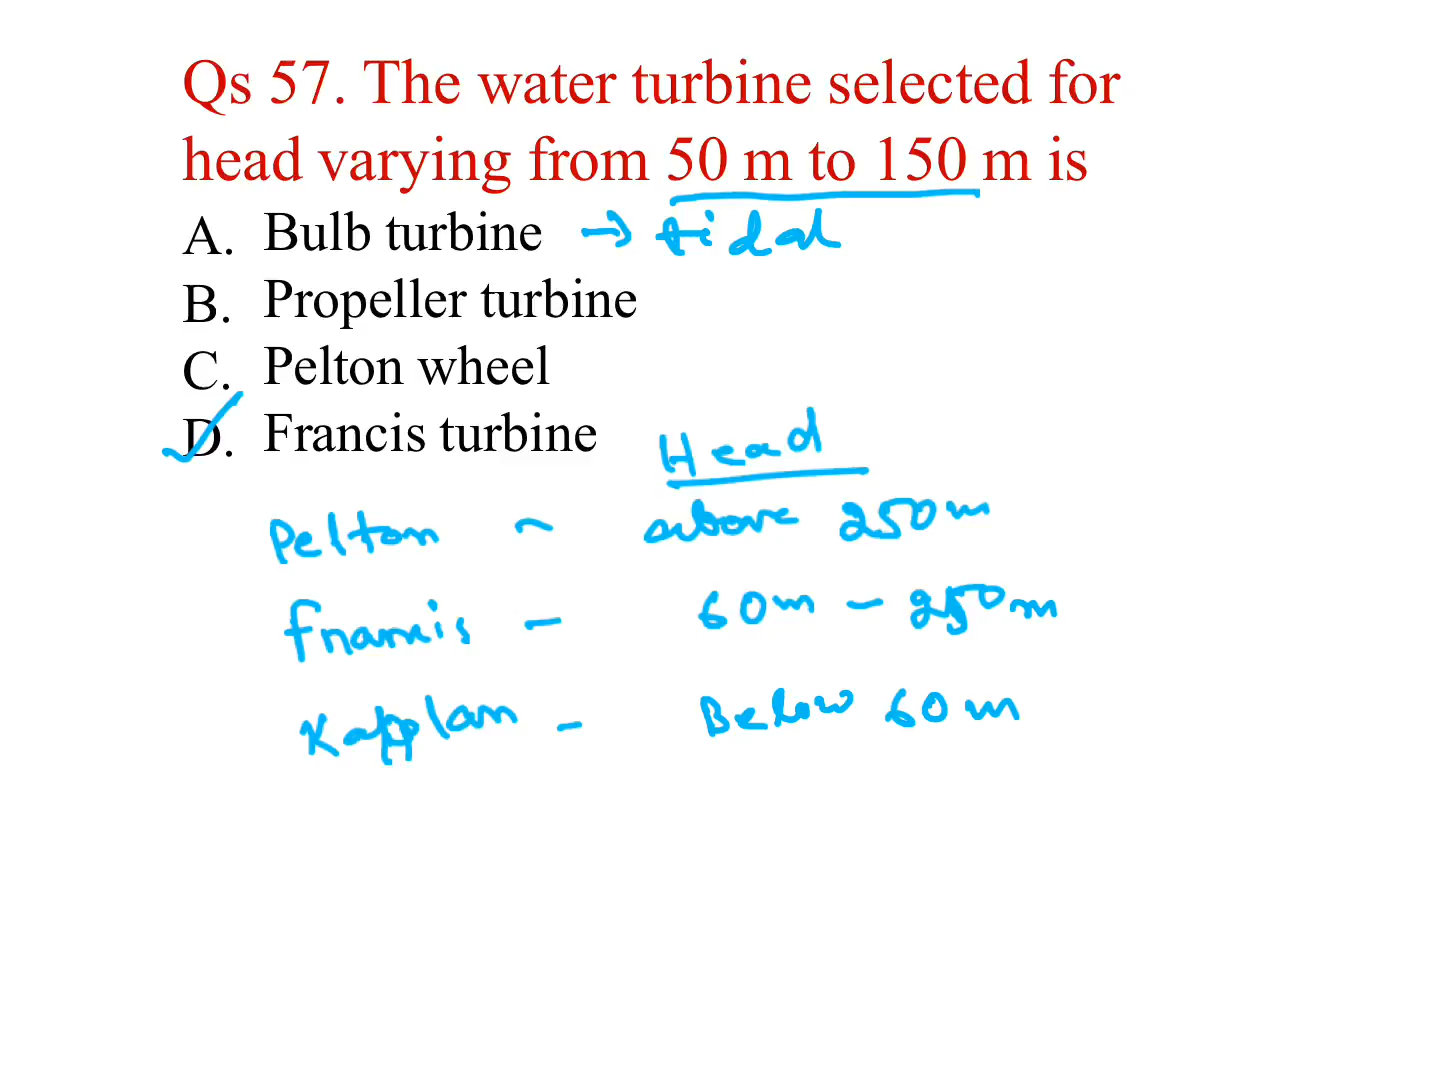 Qs 57. The water turbine selected for
head varying from 50 m to 150 m is
A. Bulb turbine → tidal
B. Propeller turbine
C. Pelton wheel
D. Francis turbine
Head
Pelton - above 250m
Francis - 60m - 250m
Kapplan - Below 60m